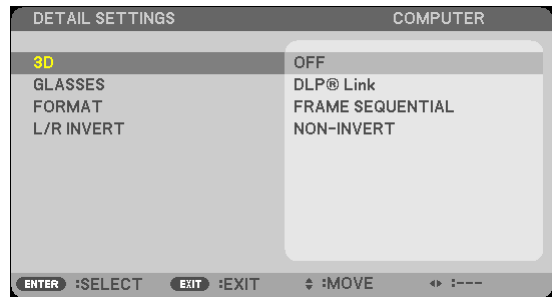 DETAIL SETTINGS COMPUTER
3D OFF
GLASSES DLP® Link
FORMAT FRAME SEQUENTIAL
L/R INVERT NON-INVERT
ENTER :SELECT EXIT :EXIT ♦ :MOVE ◂▸ :---